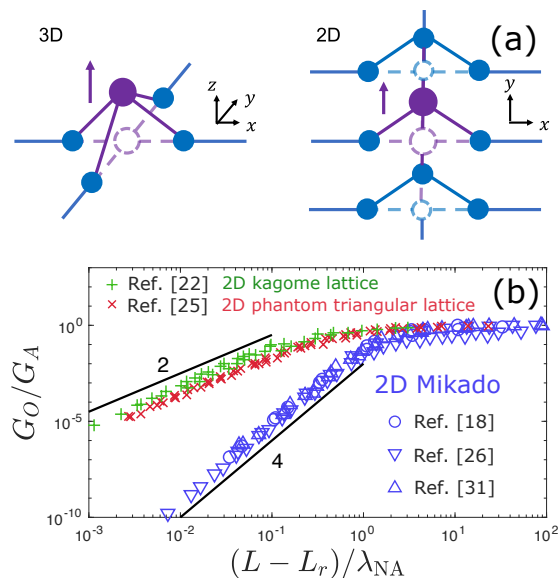 3D
2D
(a)
z
y
x
y
x
(b)
+ Ref. [22] 2D kagome lattice
× Ref. [25] 2D phantom triangular lattice
2
4
2D Mikado
○ Ref. [18]
▽ Ref. [26]
△ Ref. [31]
G_O/G_A
10^0
10^-5
10^-10
10^-3
10^-2
10^-1
10^0
10^1
10^2
(L − L_r)/λ_NA